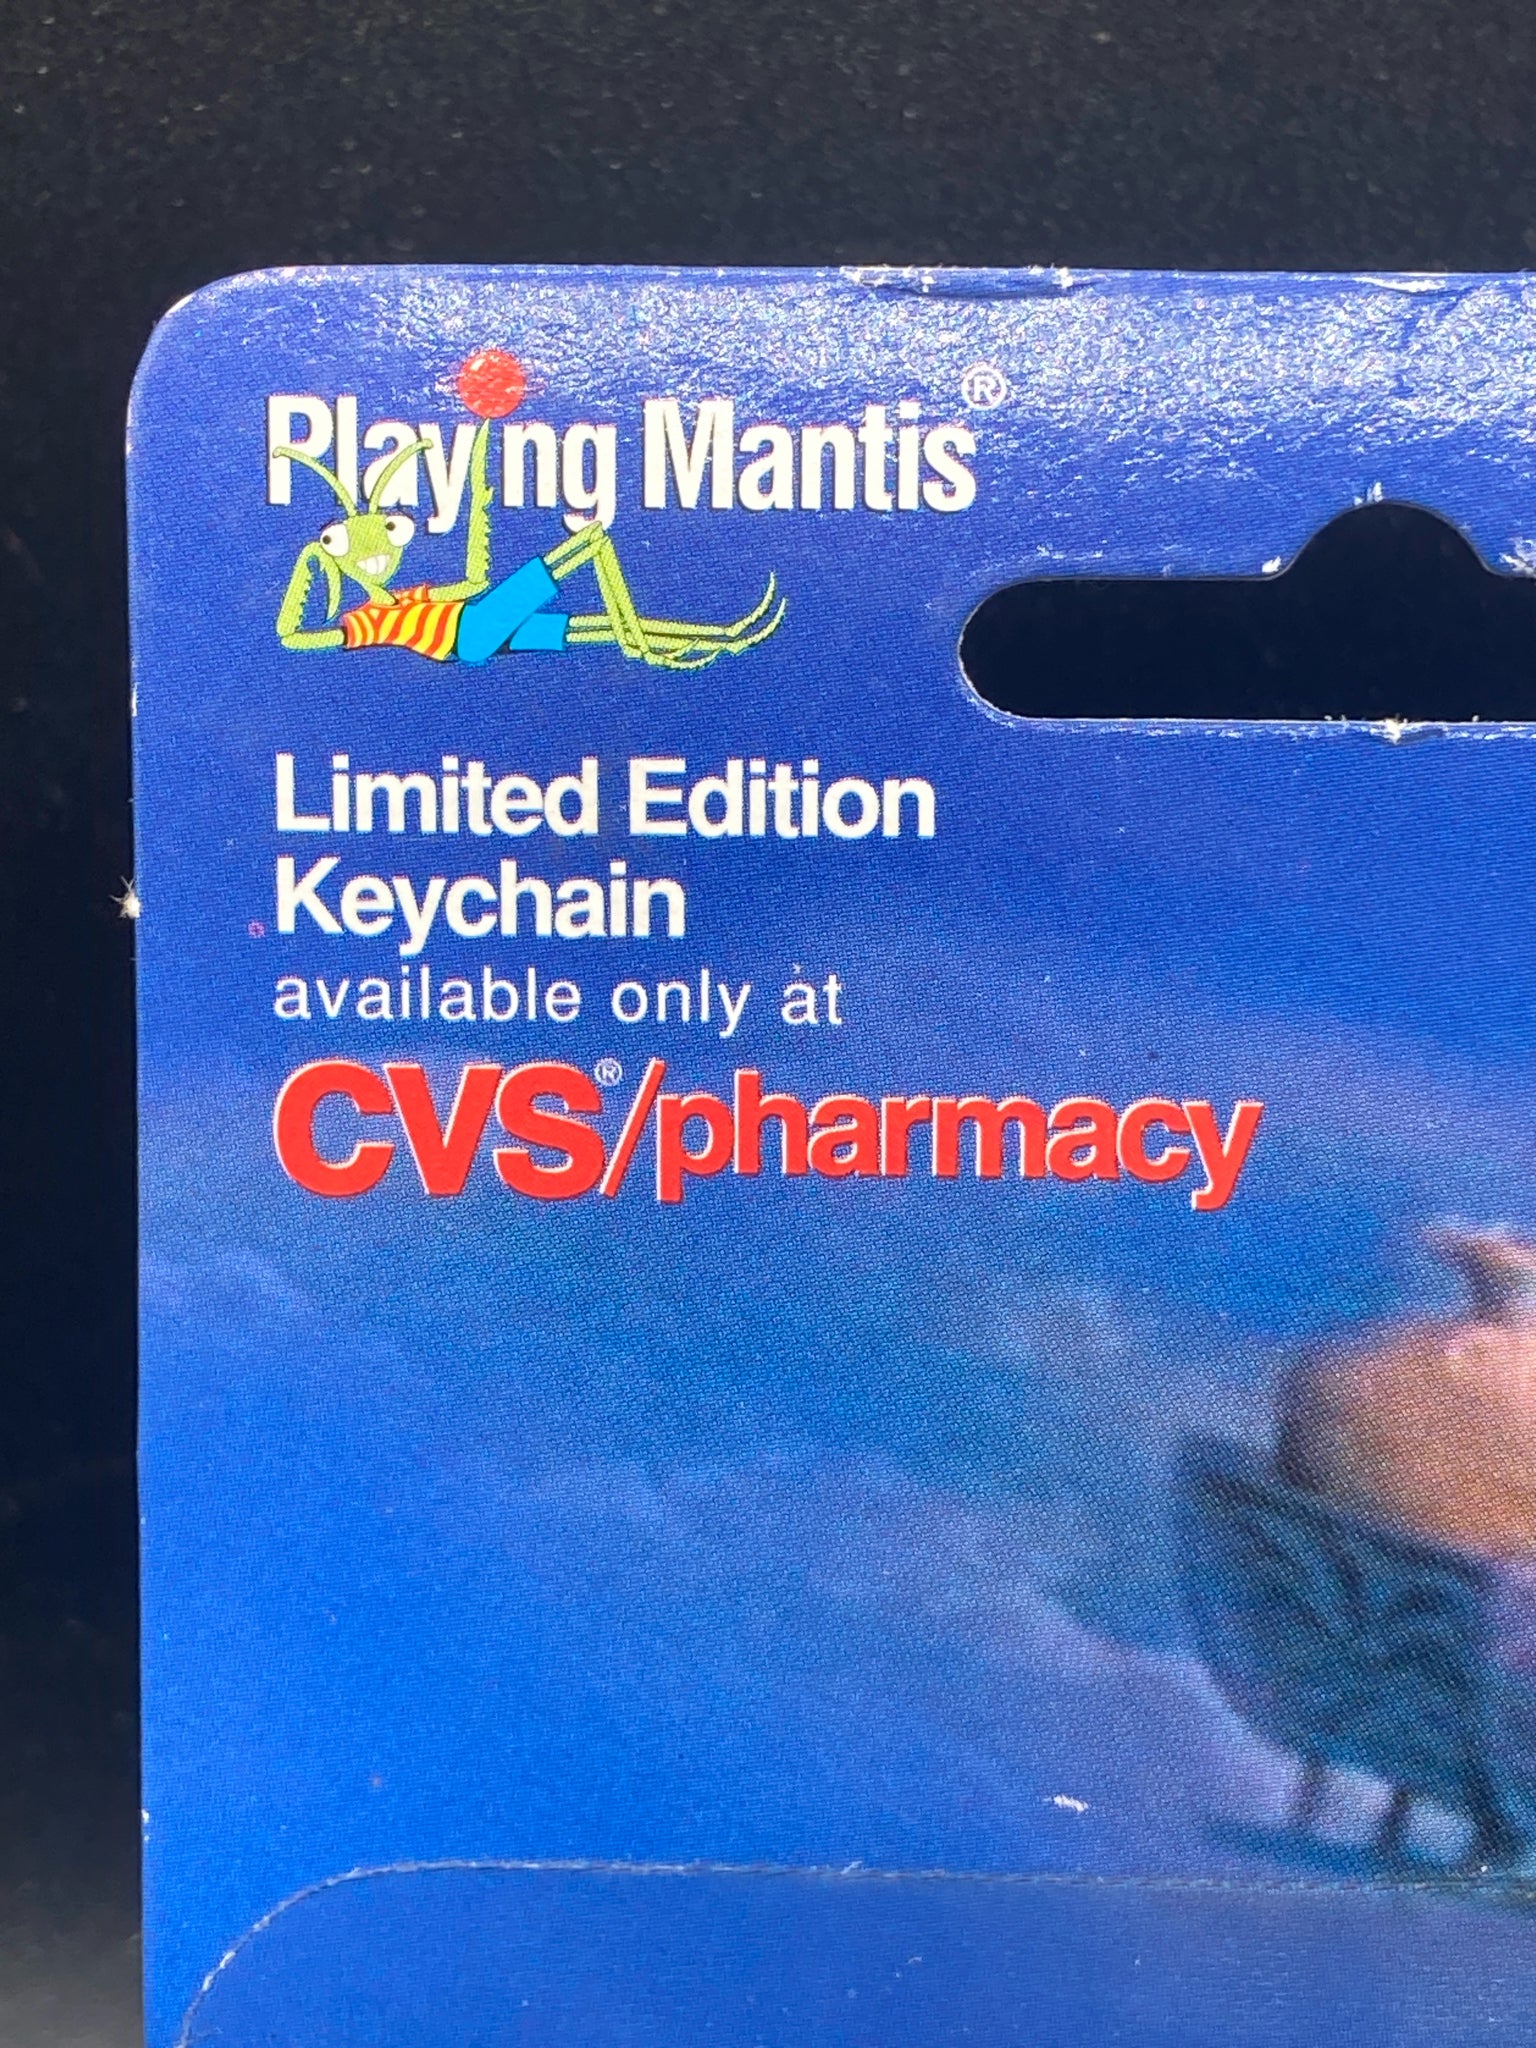 Playing Mantis®
Limited Edition
Keychain
available only at
CVS®/pharmacy